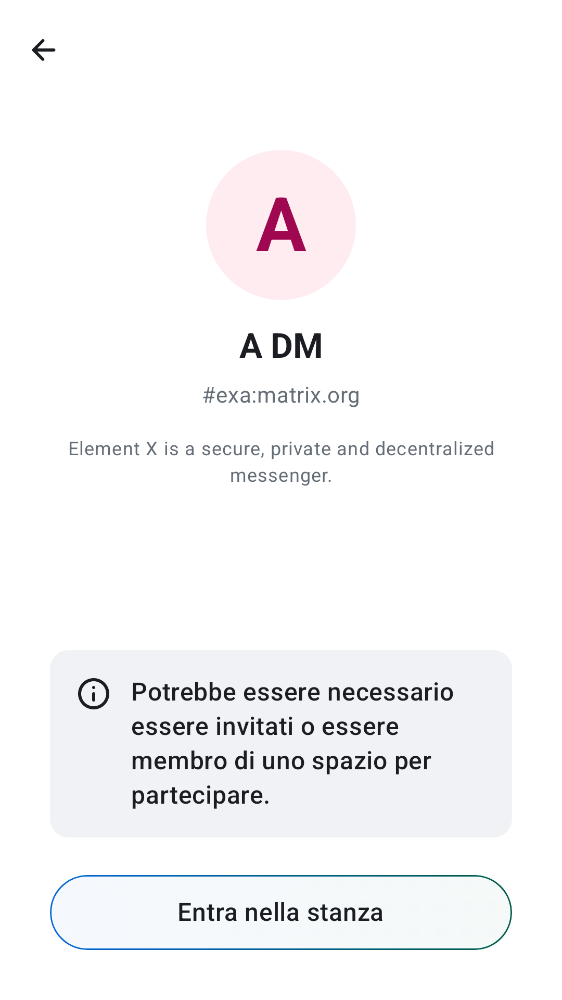 A
A DM
#exa:matrix.org
Element X is a secure, private and decentralized
messenger.
Potrebbe essere necessario
essere invitati o essere
membro di uno spazio per
partecipare.
Entra nella stanza